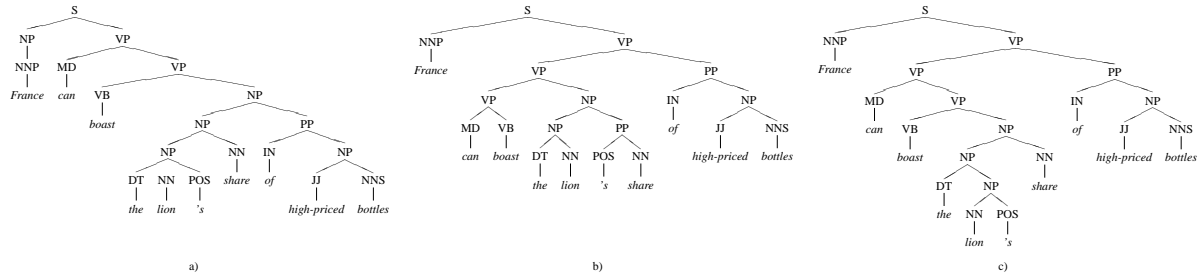 S S S
NP VP NNP VP NNP VP
NNP MD VP France VP PP France VP PP
France can VB NP VP NP IN NP MD VP IN NP
boast NP PP MD VB NP PP of JJ NNS can VB NP of JJ NNS
NP NN IN NP can boast DT NN POS NN high-priced bottles boast NP NN high-priced bottles
DT NN POS share of JJ NNS the lion 's share DT NP share
the lion 's high-priced bottles the NN POS
lion 's
a) b) c)